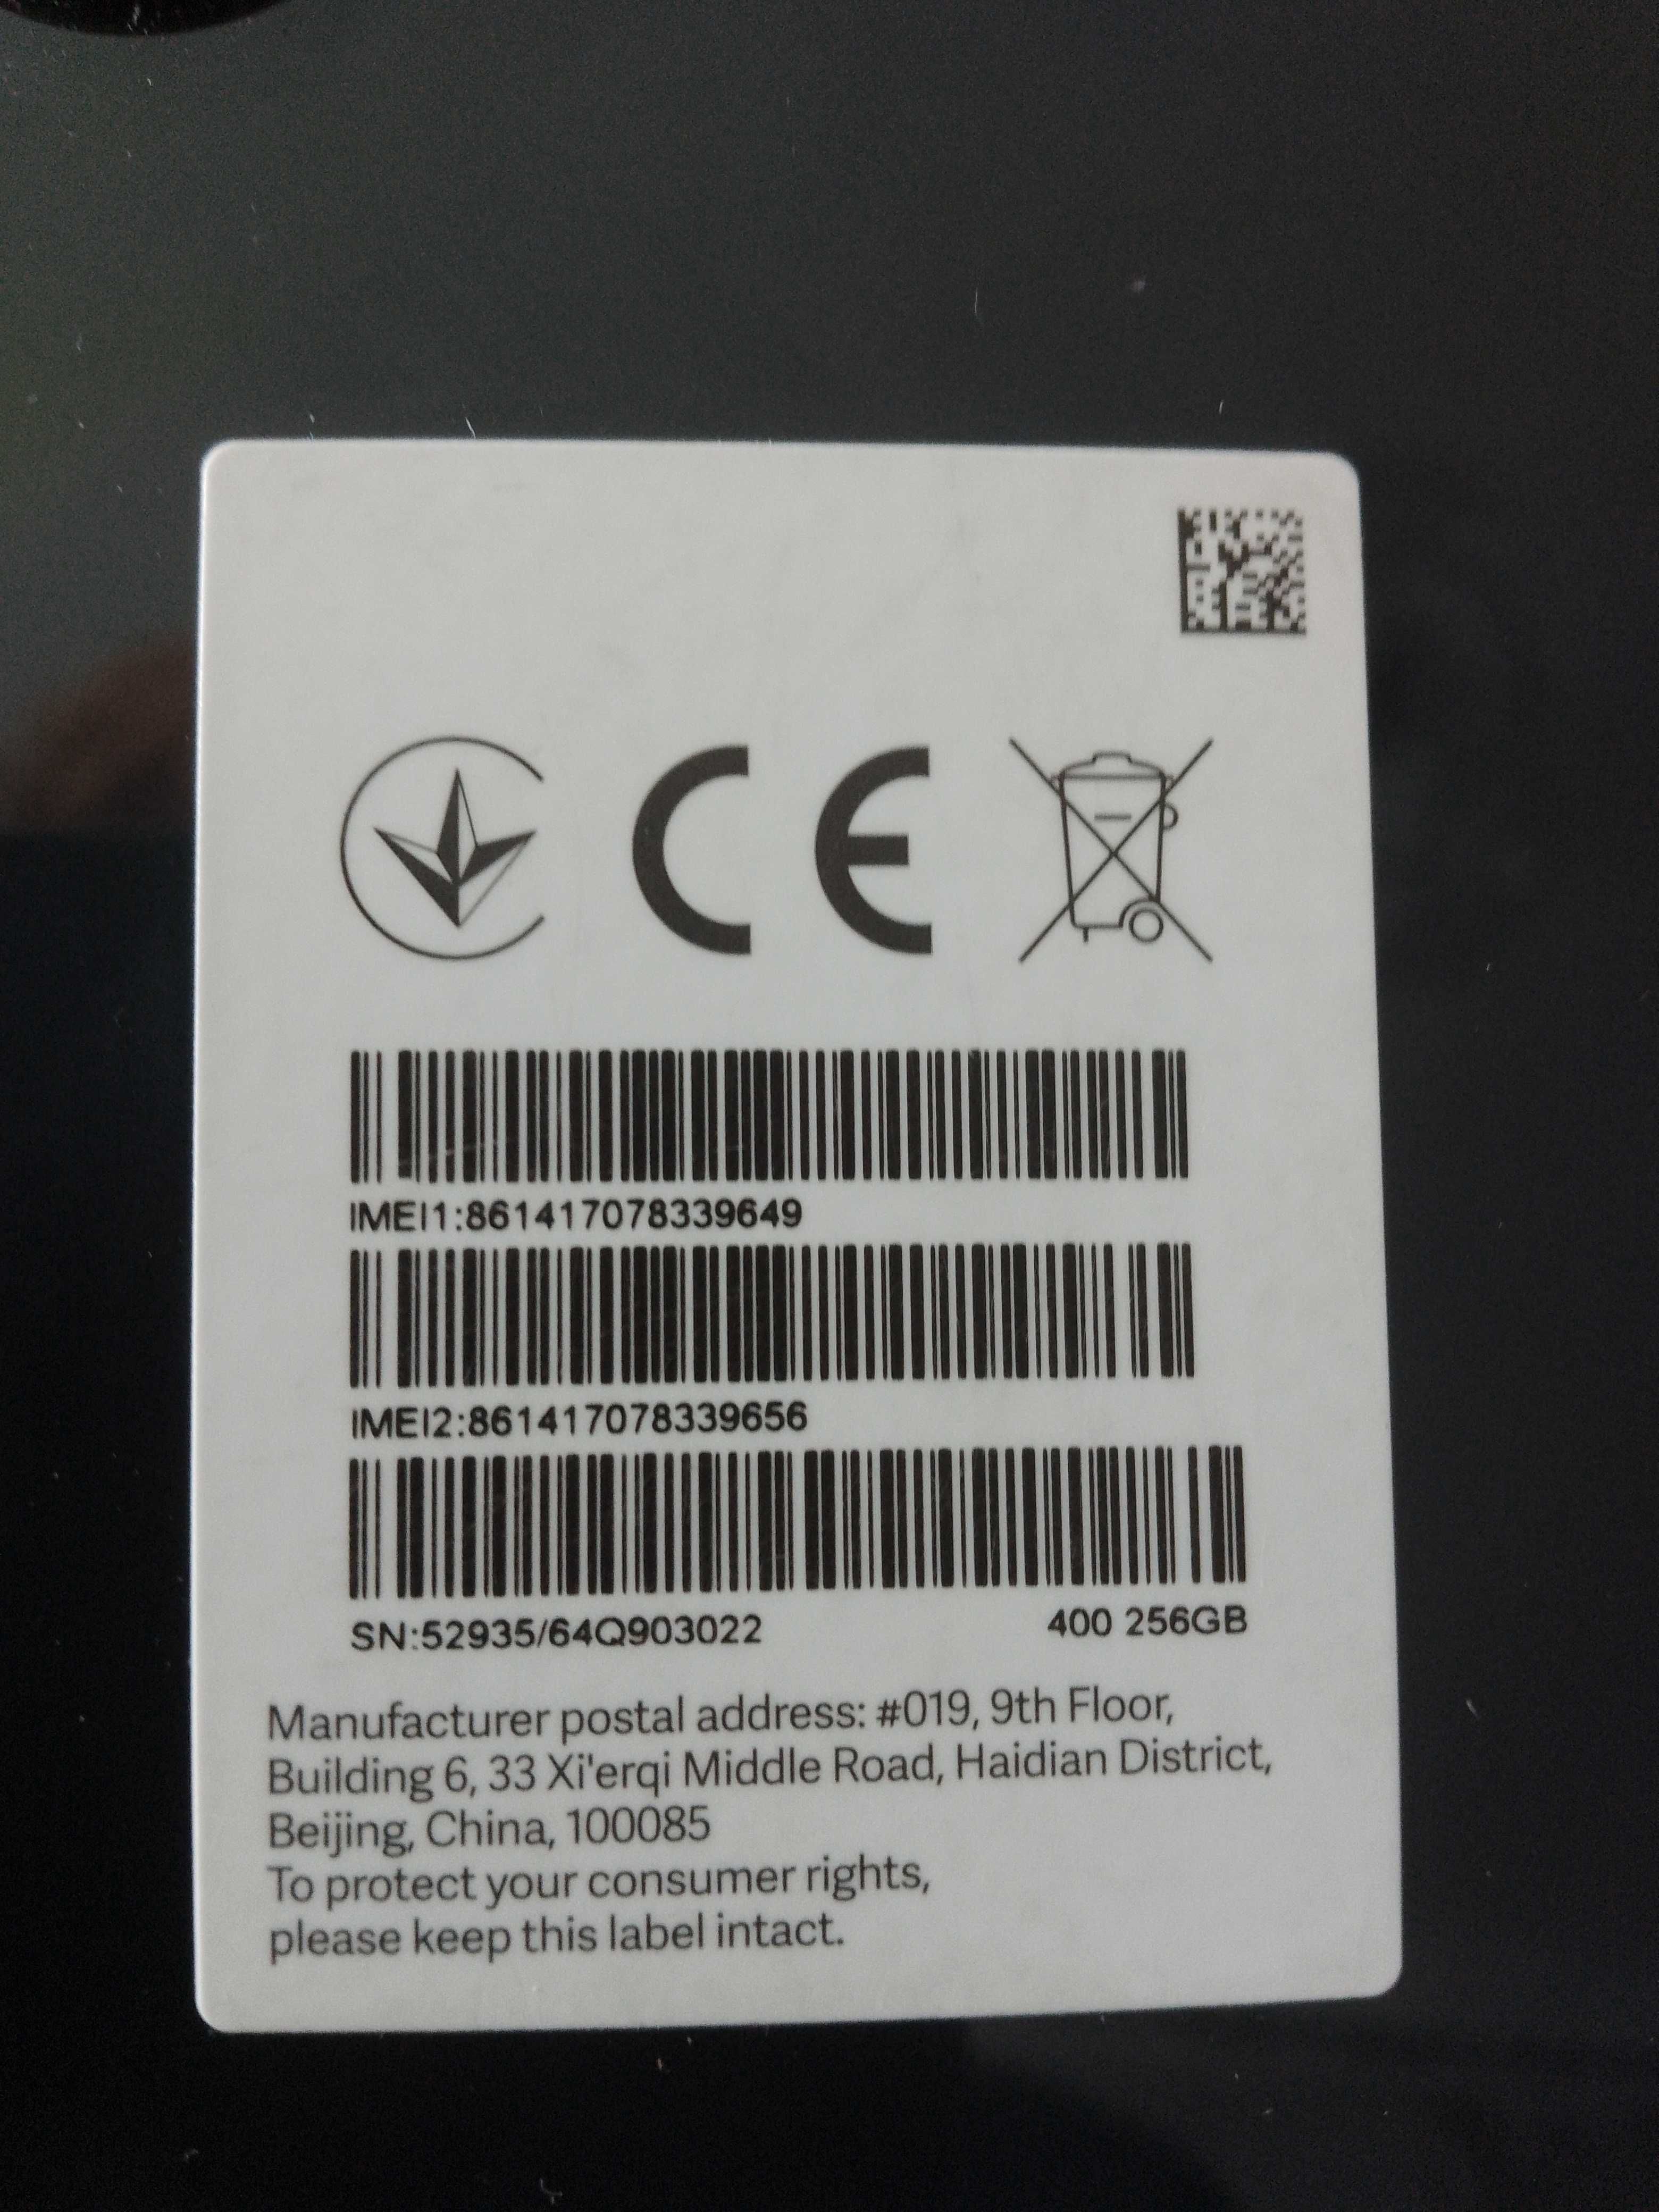 CE
IMEI1:861417078339649
IMEI2:861417078339656
SN:52935/64Q903022 400 256GB
Manufacturer postal address: #019, 9th Floor,
Building 6, 33 Xi'erqi Middle Road, Haidian District,
Beijing, China, 100085
To protect your consumer rights,
please keep this label intact.